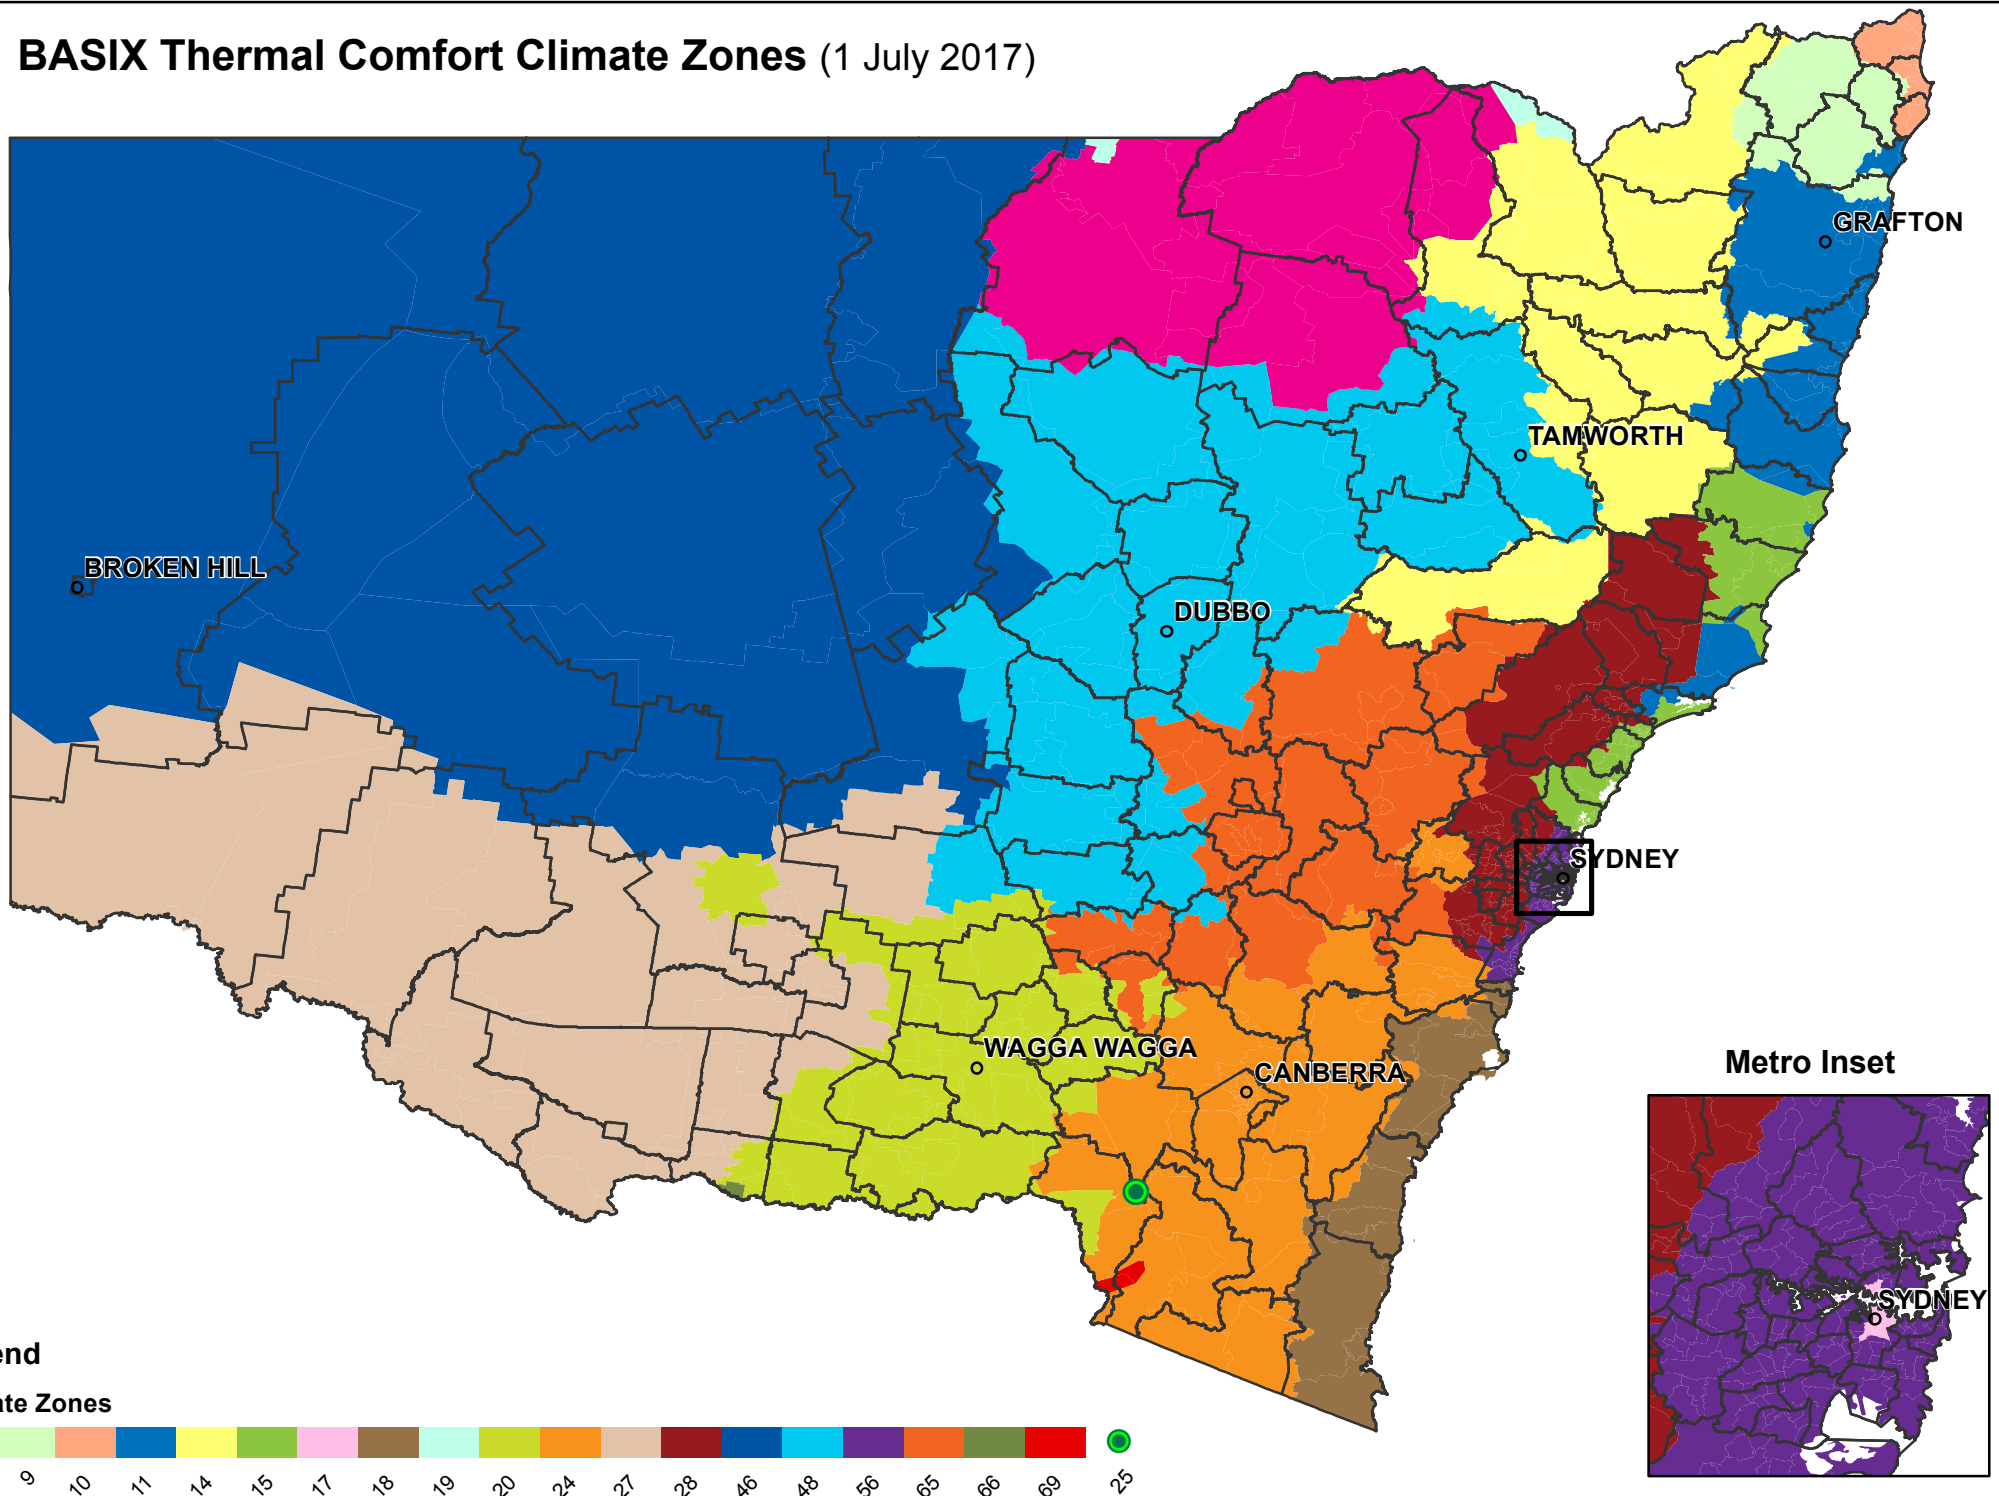 BASIX Thermal Comfort Climate Zones (1 July 2017)
GRAFTON
TAMWORTH
BROKEN HILL
DUBBO
SYDNEY
WAGGA WAGGA
CANBERRA
Metro Inset
SYDNEY
end
ate Zones
9 10 11 14 15 17 18 19 20 24 27 28 46 48 56 65 66 69 25